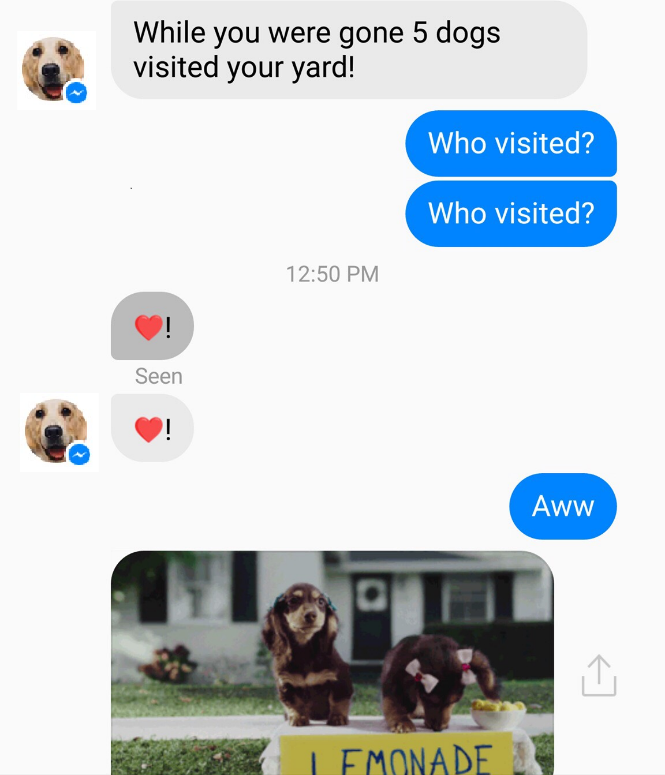 While you were gone 5 dogs
visited your yard!
Who visited?
Who visited?
12:50 PM
❤️!
Seen
❤️!
Aww
LEMONADE